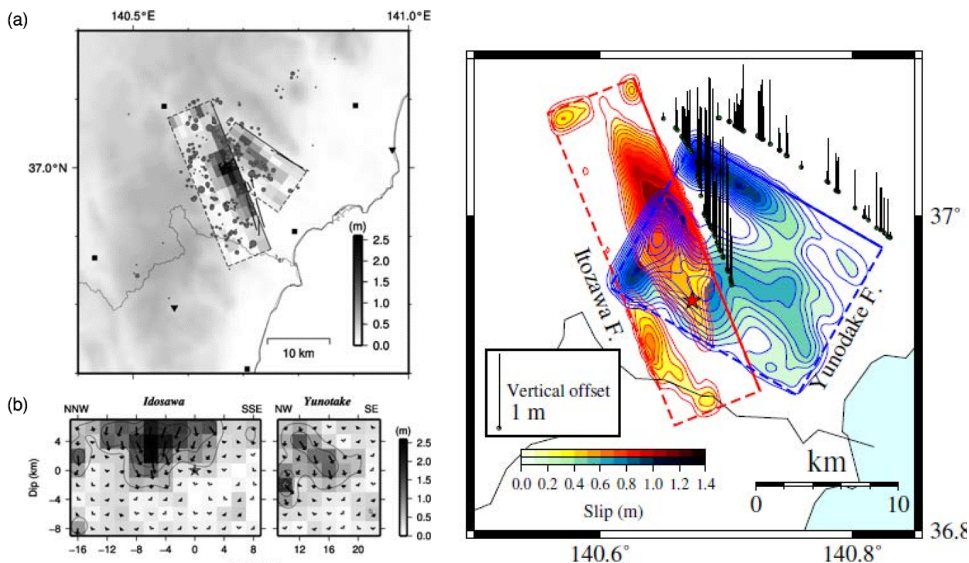 (a)
140.5°E
141.0°E
37.0°N
(m)
2.5
2.0
1.5
1.0
0.5
0.0
10 km
(b)
NNW
Idosawa
SSE
NW
Yunotake
SE
(m)
Dip (km)
4
0
-4
-8
2.5
2.0
1.5
1.0
0.5
0.0
-16 -12 -8 -4 0 4 8
12 16 20
Itozawa F.
Yunodake F.
Vertical offset
1 m
0.0 0.2 0.4 0.6 0.8 1.0 1.2 1.4
Slip (m)
km
0 10
37°
36.8
140.6°
140.8°